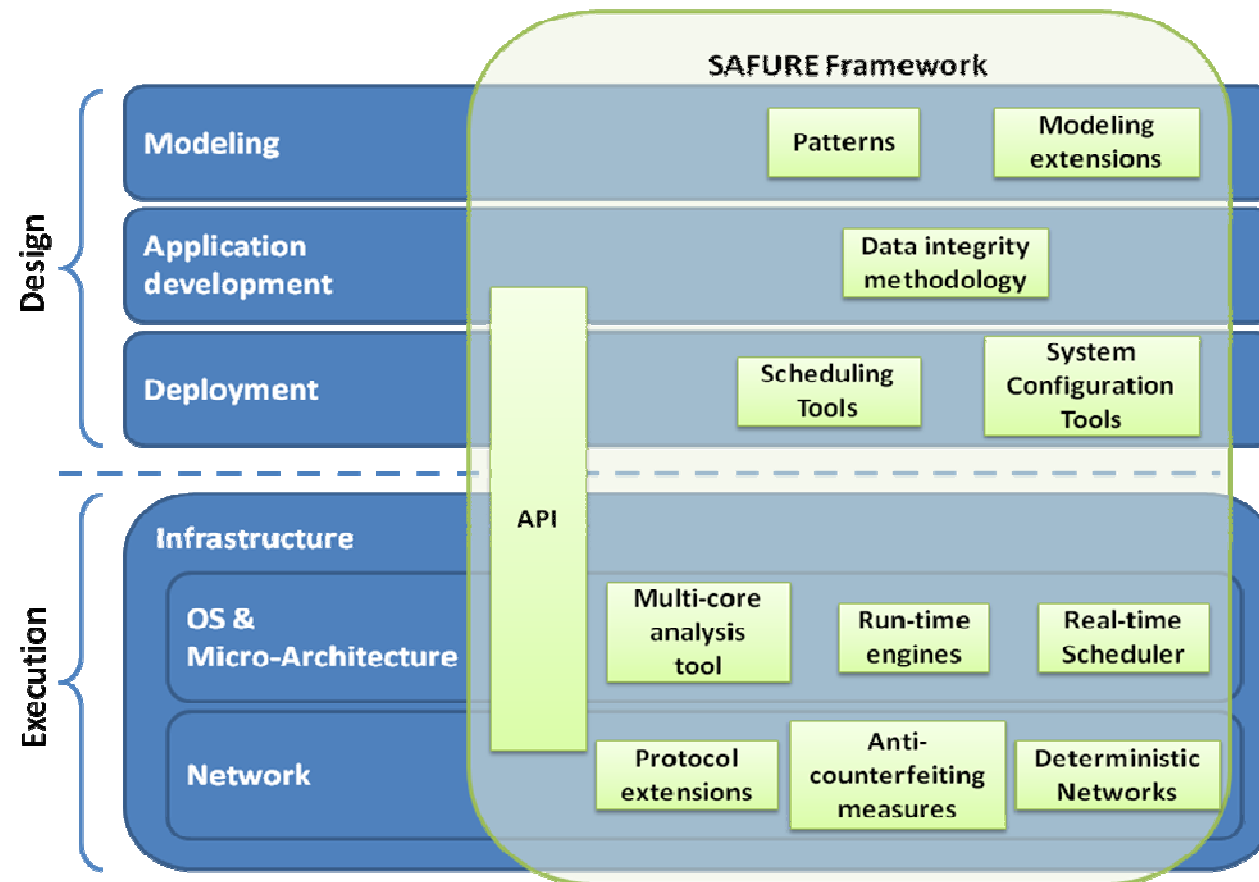 SAFURE Framework
Design
Modeling
Patterns
Modeling
extensions
Application
development
Data integrity
methodology
Deployment
Scheduling
Tools
System
Configuration
Tools
API
Execution
Infrastructure
OS &
Micro-Architecture
Multi-core
analysis
tool
Run-time
engines
Real-time
Scheduler
Network
Protocol
extensions
Anti-
counterfeiting
measures
Deterministic
Networks